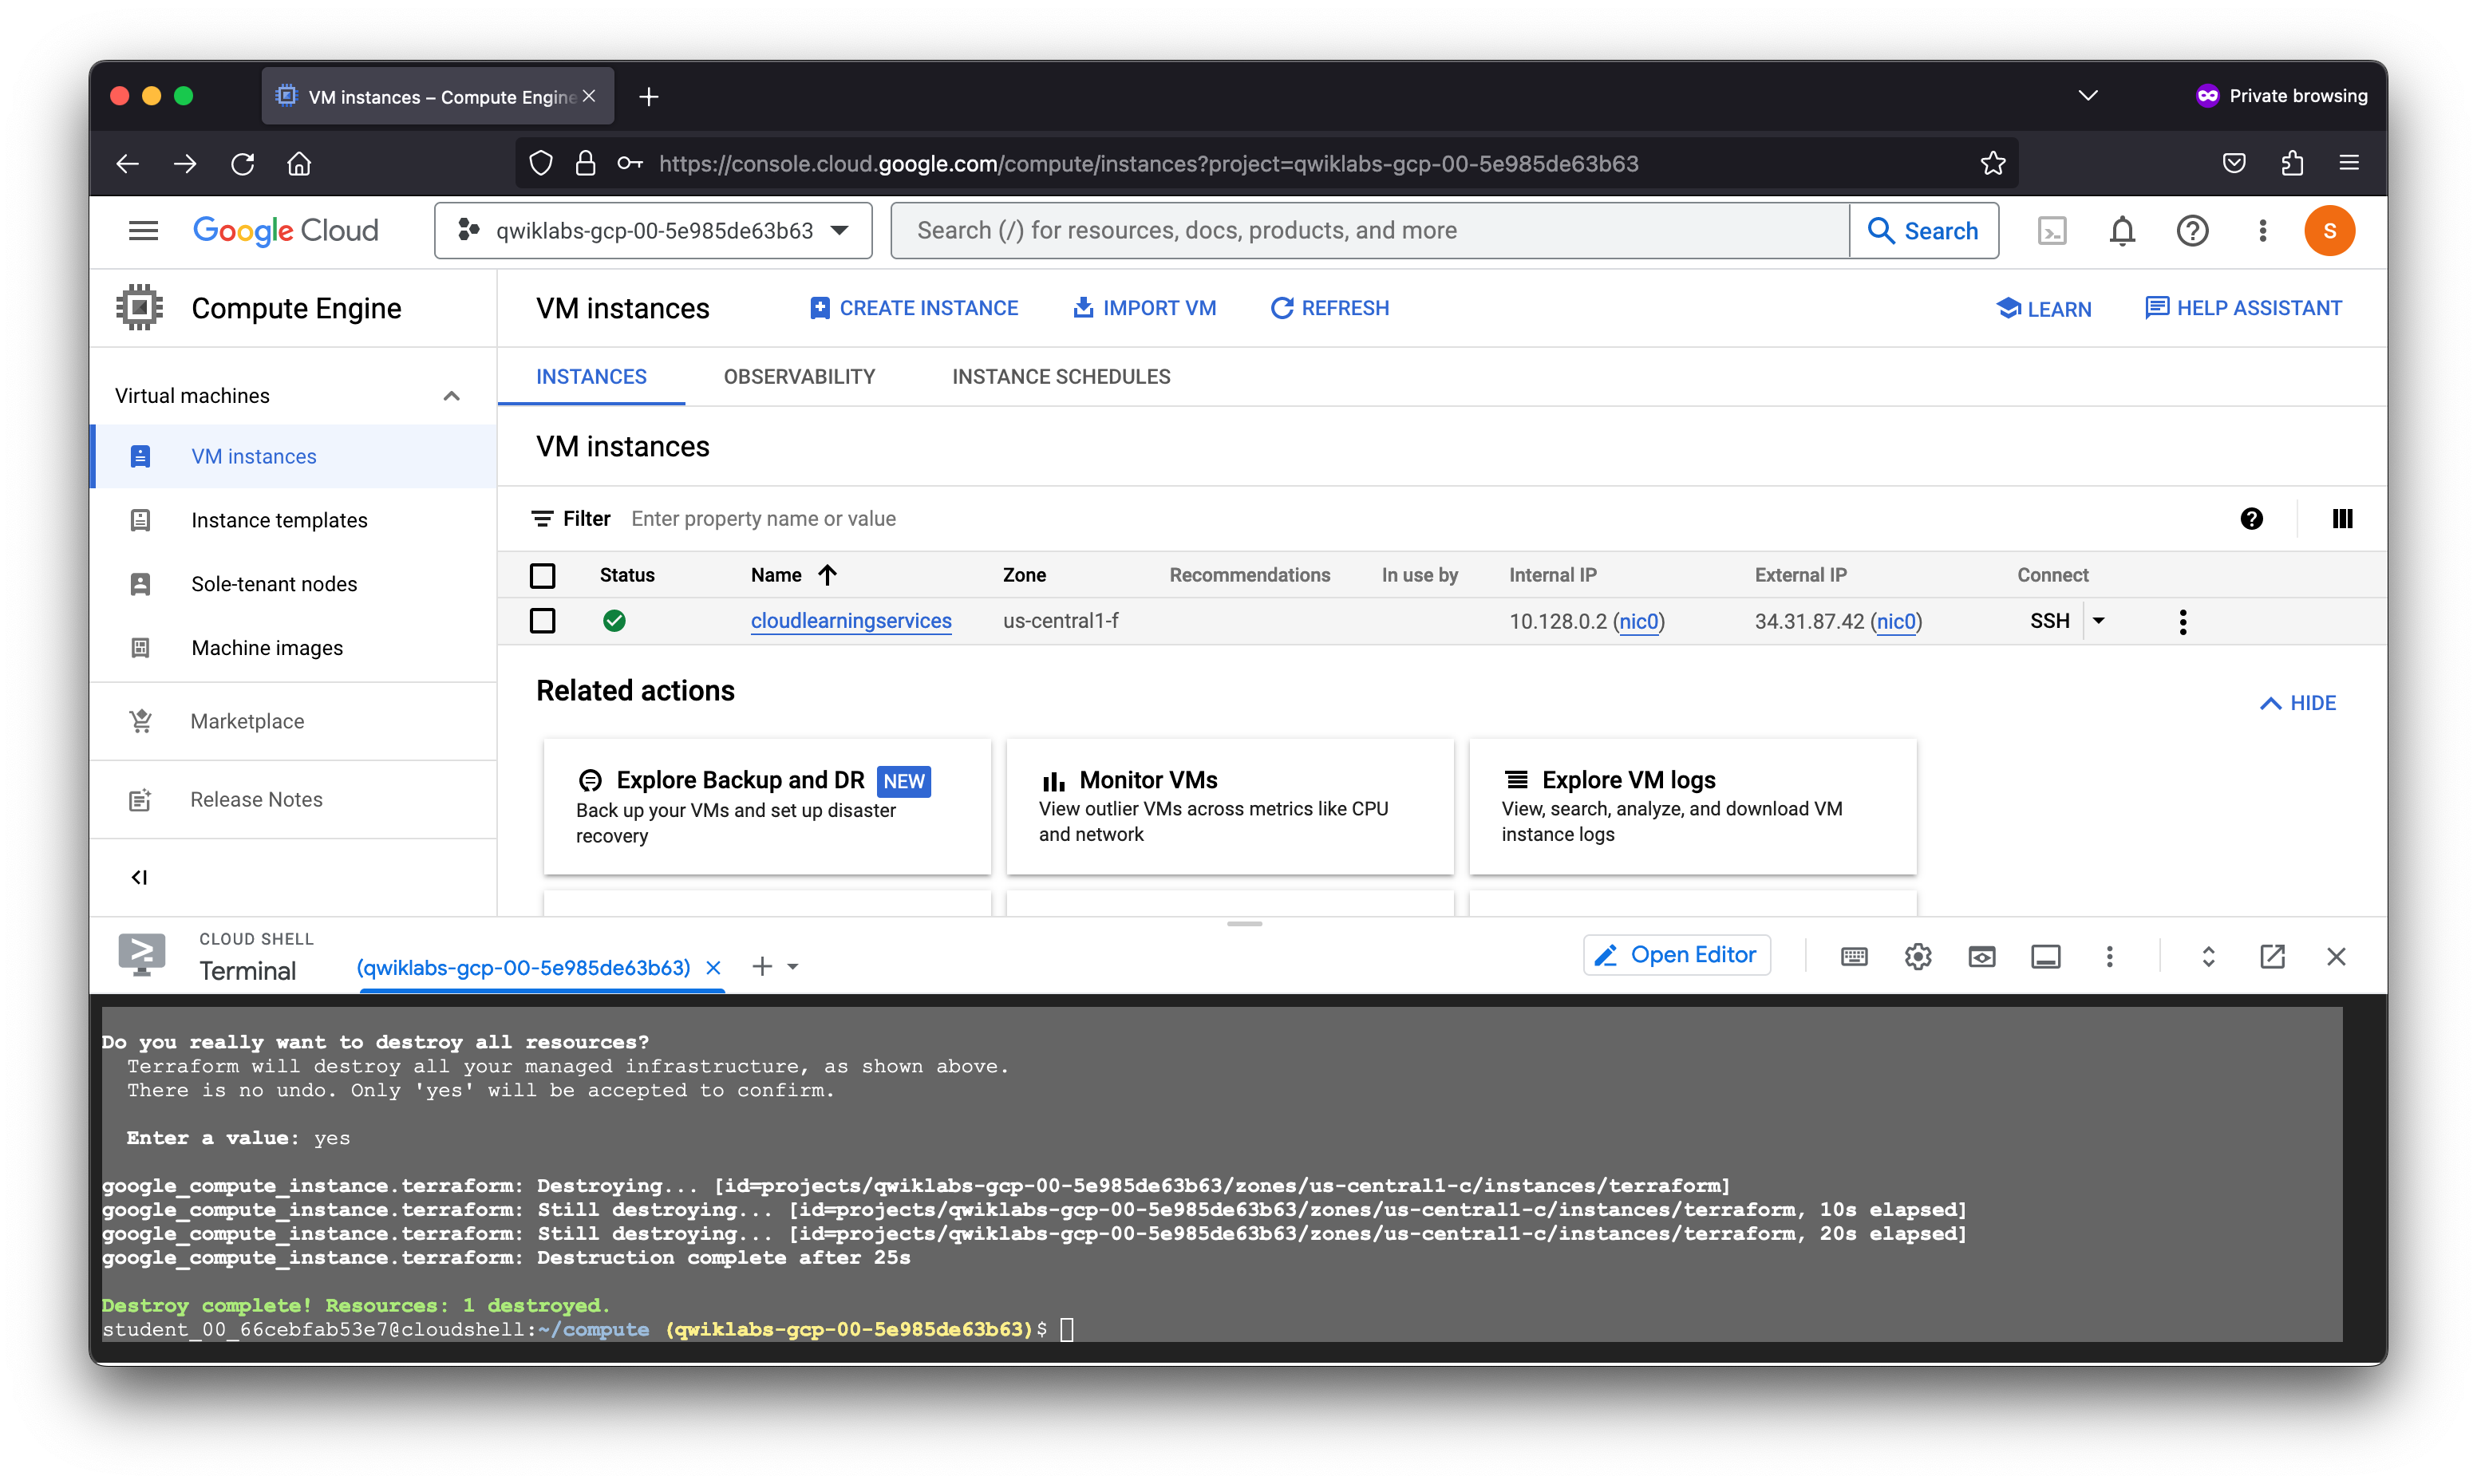 VM instances – Compute Engine
Private browsing
https://console.cloud.google.com/compute/instances?project=qwiklabs-gcp-00-5e985de63b63
Google Cloud
qwiklabs-gcp-00-5e985de63b63
Search (/) for resources, docs, products, and more
Search
S
Compute Engine
VM instances
CREATE INSTANCE
IMPORT VM
REFRESH
LEARN
HELP ASSISTANT
Virtual machines
VM instances
Instance templates
Sole-tenant nodes
Machine images
Marketplace
Release Notes
INSTANCES
OBSERVABILITY
INSTANCE SCHEDULES
VM instances
Filter Enter property name or value
Status Name Zone Recommendations In use by Internal IP External IP Connect
cloudlearningservices us-central1-f 10.128.0.2 (nic0) 34.31.87.42 (nic0) SSH
Related actions
HIDE
Explore Backup and DR NEW
Back up your VMs and set up disaster
recovery
Monitor VMs
View outlier VMs across metrics like CPU
and network
Explore VM logs
View, search, analyze, and download VM
instance logs
CLOUD SHELL
Terminal
(qwiklabs-gcp-00-5e985de63b63)
Open Editor
Do you really want to destroy all resources?
Terraform will destroy all your managed infrastructure, as shown above.
There is no undo. Only 'yes' will be accepted to confirm.
Enter a value: yes
google_compute_instance.terraform: Destroying... [id=projects/qwiklabs-gcp-00-5e985de63b63/zones/us-central1-c/instances/terraform]
google_compute_instance.terraform: Still destroying... [id=projects/qwiklabs-gcp-00-5e985de63b63/zones/us-central1-c/instances/terraform, 10s elapsed]
google_compute_instance.terraform: Still destroying... [id=projects/qwiklabs-gcp-00-5e985de63b63/zones/us-central1-c/instances/terraform, 20s elapsed]
google_compute_instance.terraform: Destruction complete after 25s
Destroy complete! Resources: 1 destroyed.
student_00_66cebfab53e7@cloudshell:~/compute (qwiklabs-gcp-00-5e985de63b63)$